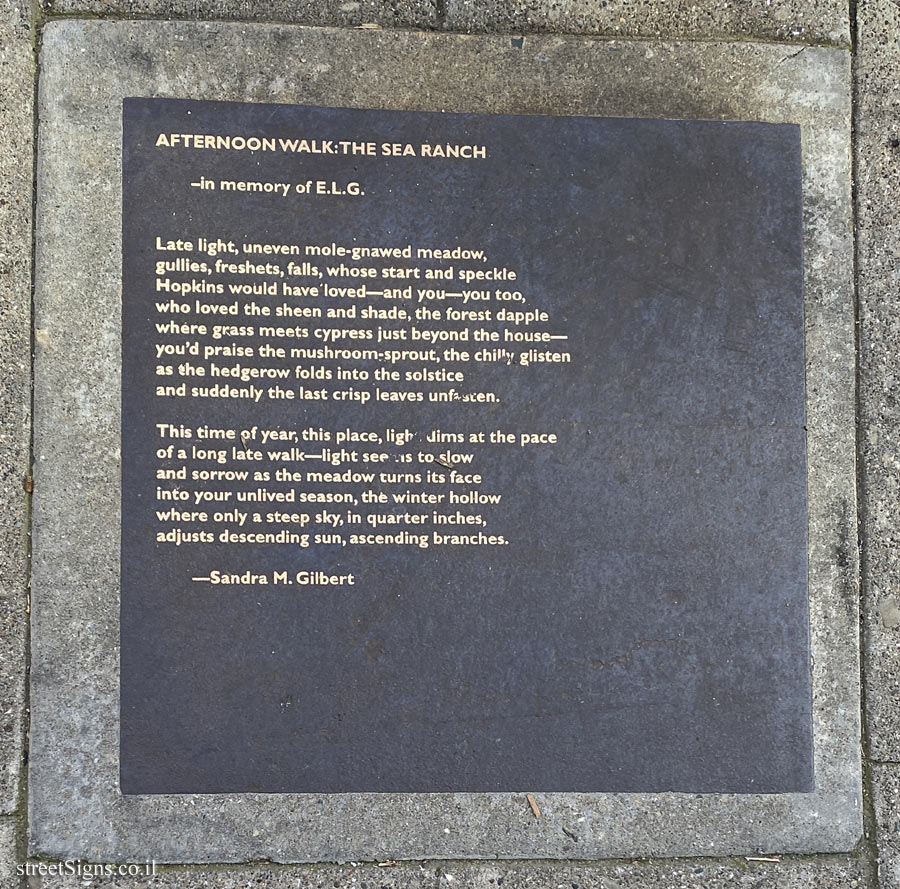 AFTERNOON WALK: THE SEA RANCH
–in memory of E.L.G.
Late light, uneven mole-gnawed meadow,
gullies, freshets, falls, whose start and speckle
Hopkins would have loved—and you—you too,
who loved the sheen and shade, the forest dapple
where grass meets cypress just beyond the house—
you’d praise the mushroom-sprout, the chilly glisten
as the hedgerow folds into the solstice
and suddenly the last crisp leaves unfasten.
This time of year, this place, light dims at the pace
of a long late walk—light seems to slow
and sorrow as the meadow turns its face
into your unlived season, the winter hollow
where only a steep sky, in quarter inches,
adjusts descending sun, ascending branches.
—Sandra M. Gilbert
streetSigns.co.il